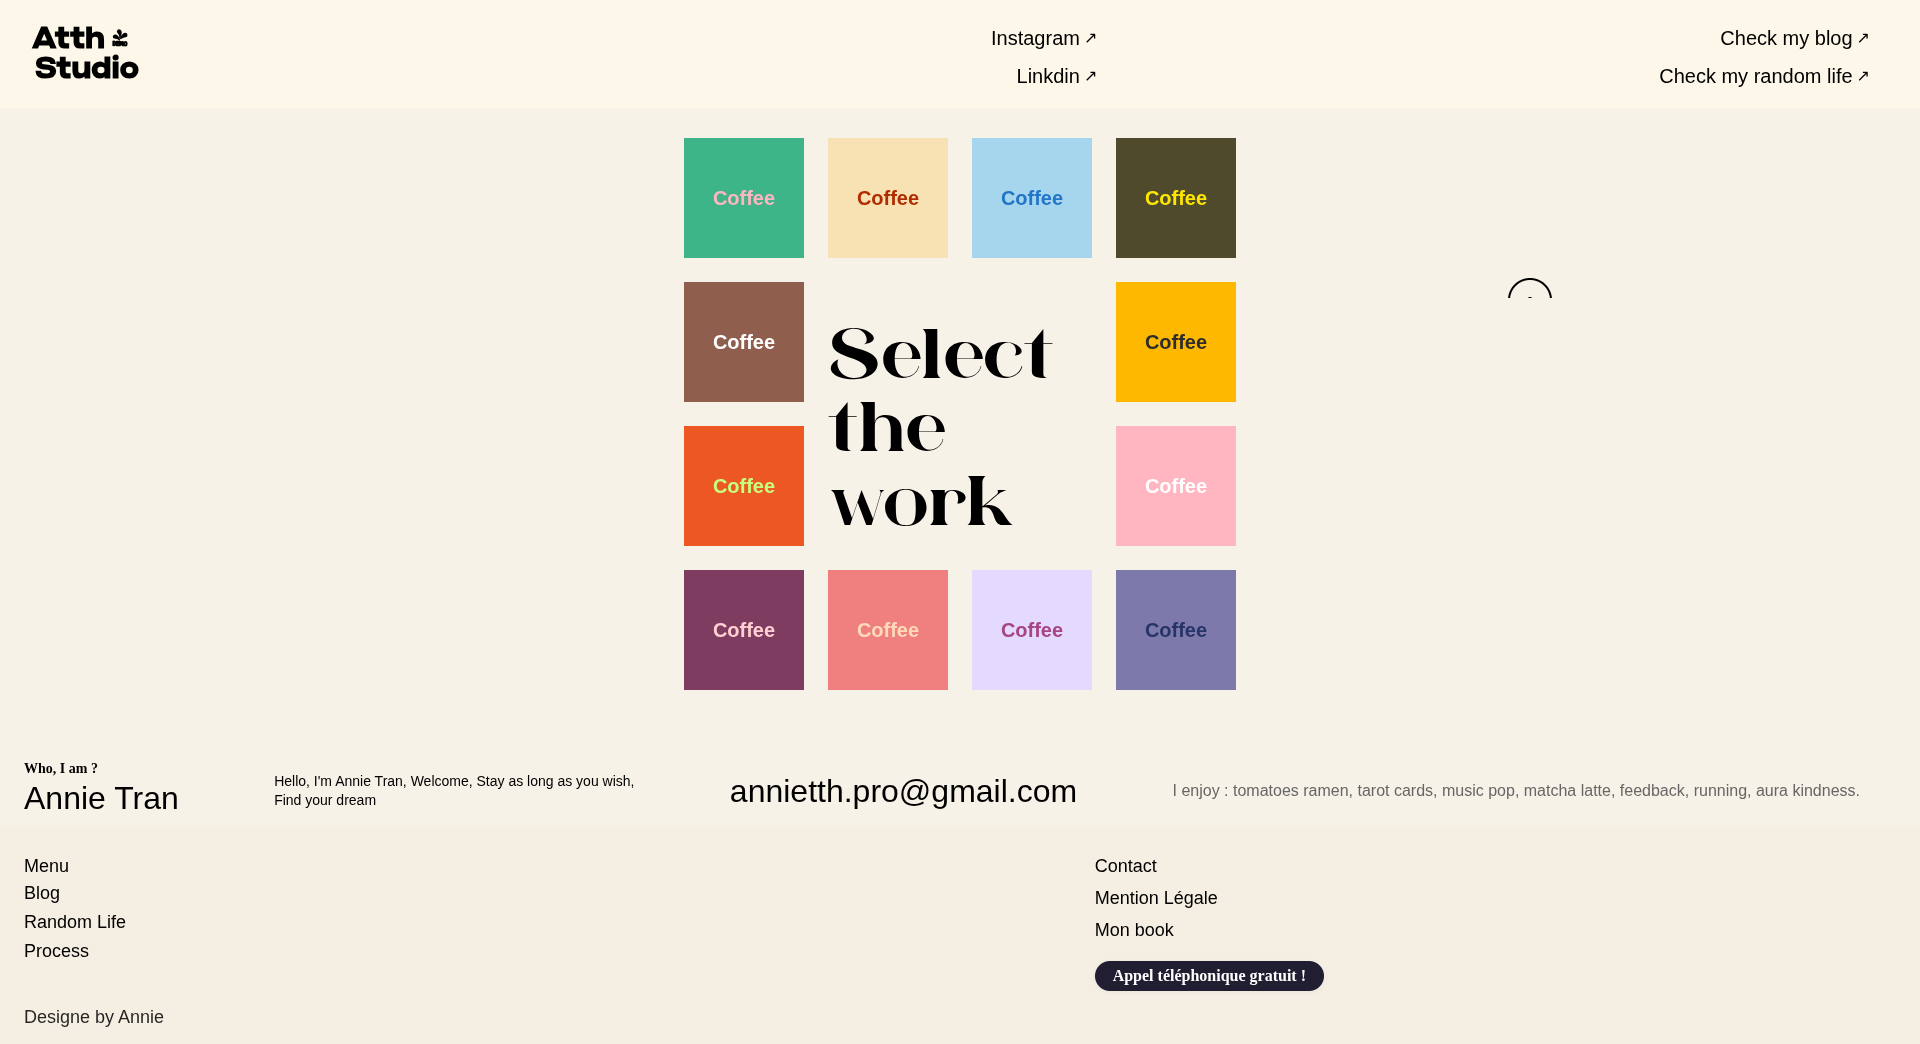 Atth
Studio
Instagram ↗
Linkdin ↗
Check my blog ↗
Check my random life ↗
Coffee
Coffee
Coffee
Coffee
Coffee
Coffee
Select
the
work
Coffee
Coffee
Coffee
Coffee
Coffee
Coffee
Who, I am ?
Annie Tran
Hello, I'm Annie Tran, Welcome, Stay as long as you wish,
Find your dream
annietth.pro@gmail.com
I enjoy : tomatoes ramen, tarot cards, music pop, matcha latte, feedback, running, aura kindness.
Menu
Blog
Random Life
Process
Designe by Annie
Contact
Mention Légale
Mon book
Appel téléphonique gratuit !